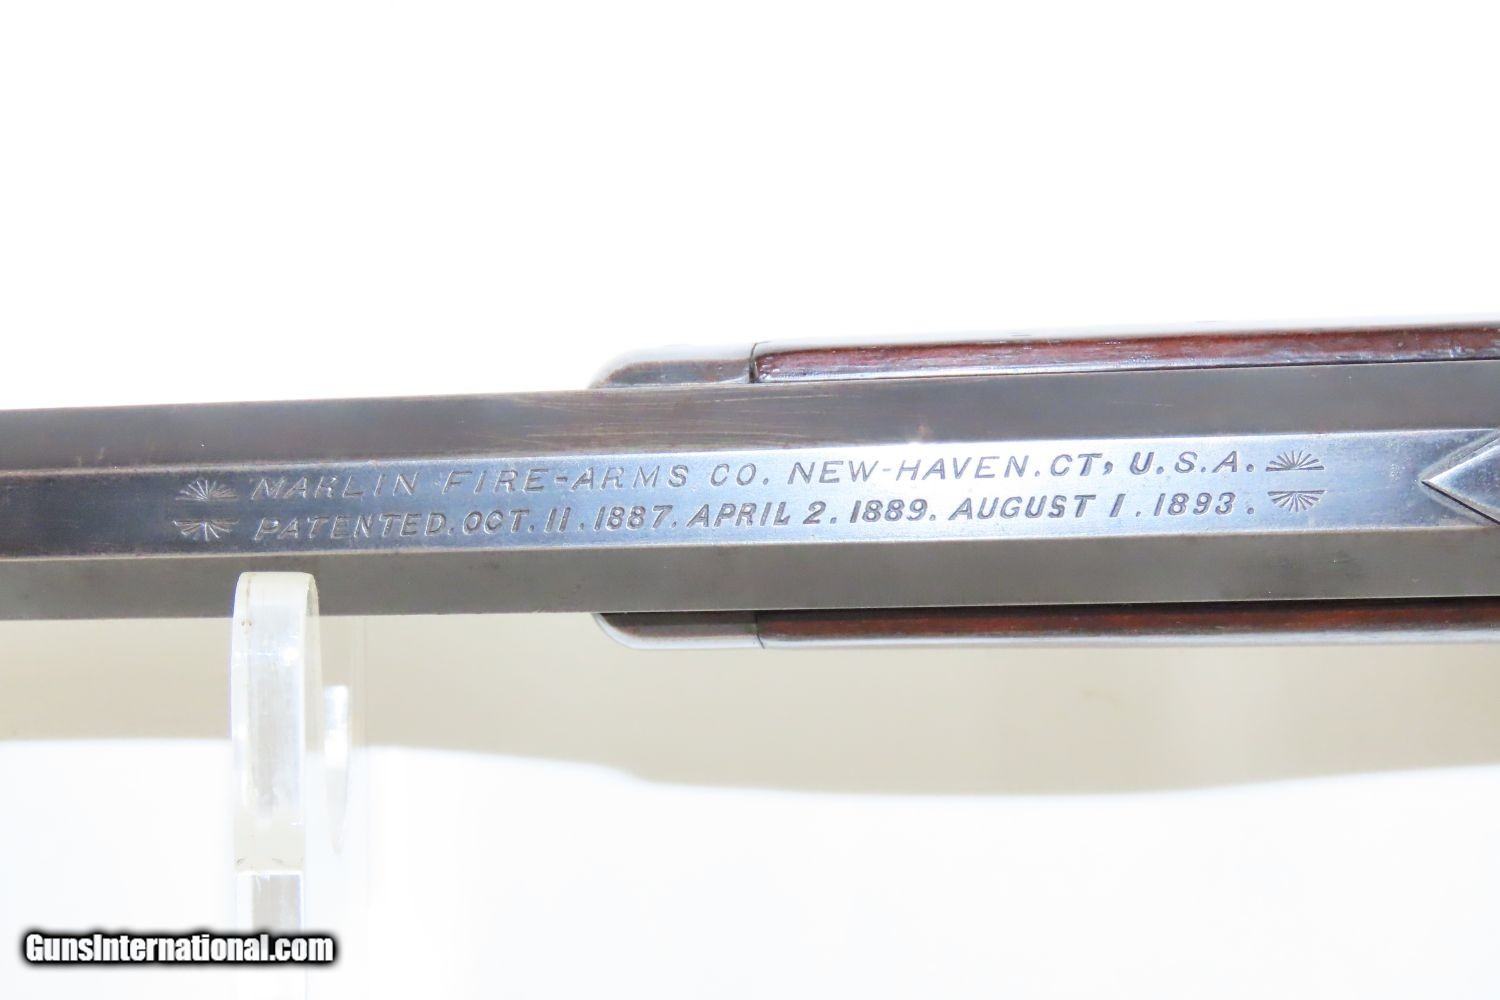 MARLIN FIRE-ARMS CO. NEW-HAVEN.CT, U.S.A.
PATENTED.OCT.11.1887.APRIL 2.1889.AUGUST 1.1893.
GunsInternational.com